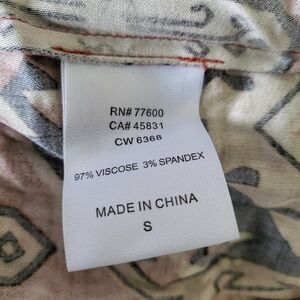 RN# 77600
CA# 45831
CW 6368
97% VISCOSE 3% SPANDEX
MADE IN CHINA
S